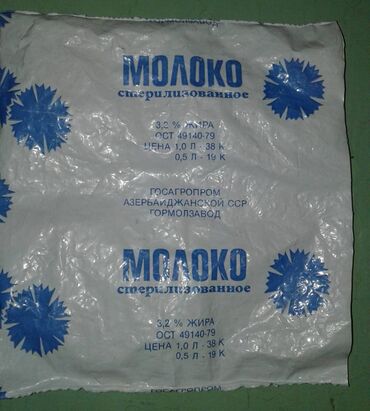 ГОРМОЛЗАВОД
МОЛОКО
стерилизованное
3,2 % ЖИРА
ОСТ 49140-79
ЦЕНА 1,0 Л - 38 К
0,5 Л - 19 К
ГОСАГРОПРОМ
АЗЕРБАЙДЖАНСКОЙ ССР
ГОРМОЛЗАВОД
МОЛОКО
стерилизованное
3,2 % ЖИРА
ОСТ 49140-79
ЦЕНА 1,0 Л - 38 К
0,5 Л - 19 К
ГОСАГРОПРОМ